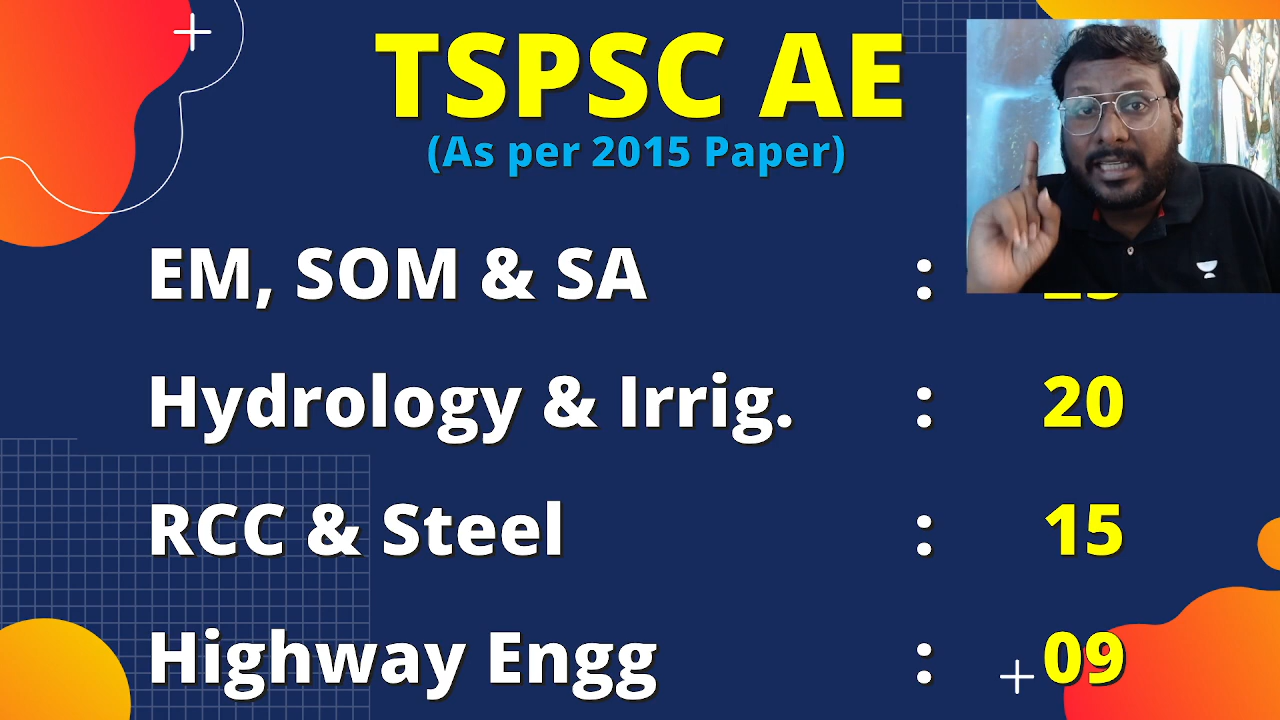 TSPSC AE
(As per 2015 Paper)
EM, SOM & SA :
Hydrology & Irrig. : 20
RCC & Steel : 15
Highway Engg : 09